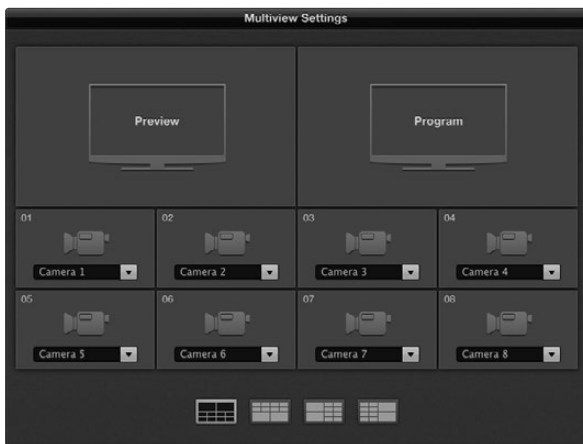 Multiview Settings
Preview
Program
01
02
03
04
Camera 1
Camera 2
Camera 3
Camera 4
05
06
07
08
Camera 5
Camera 6
Camera 7
Camera 8